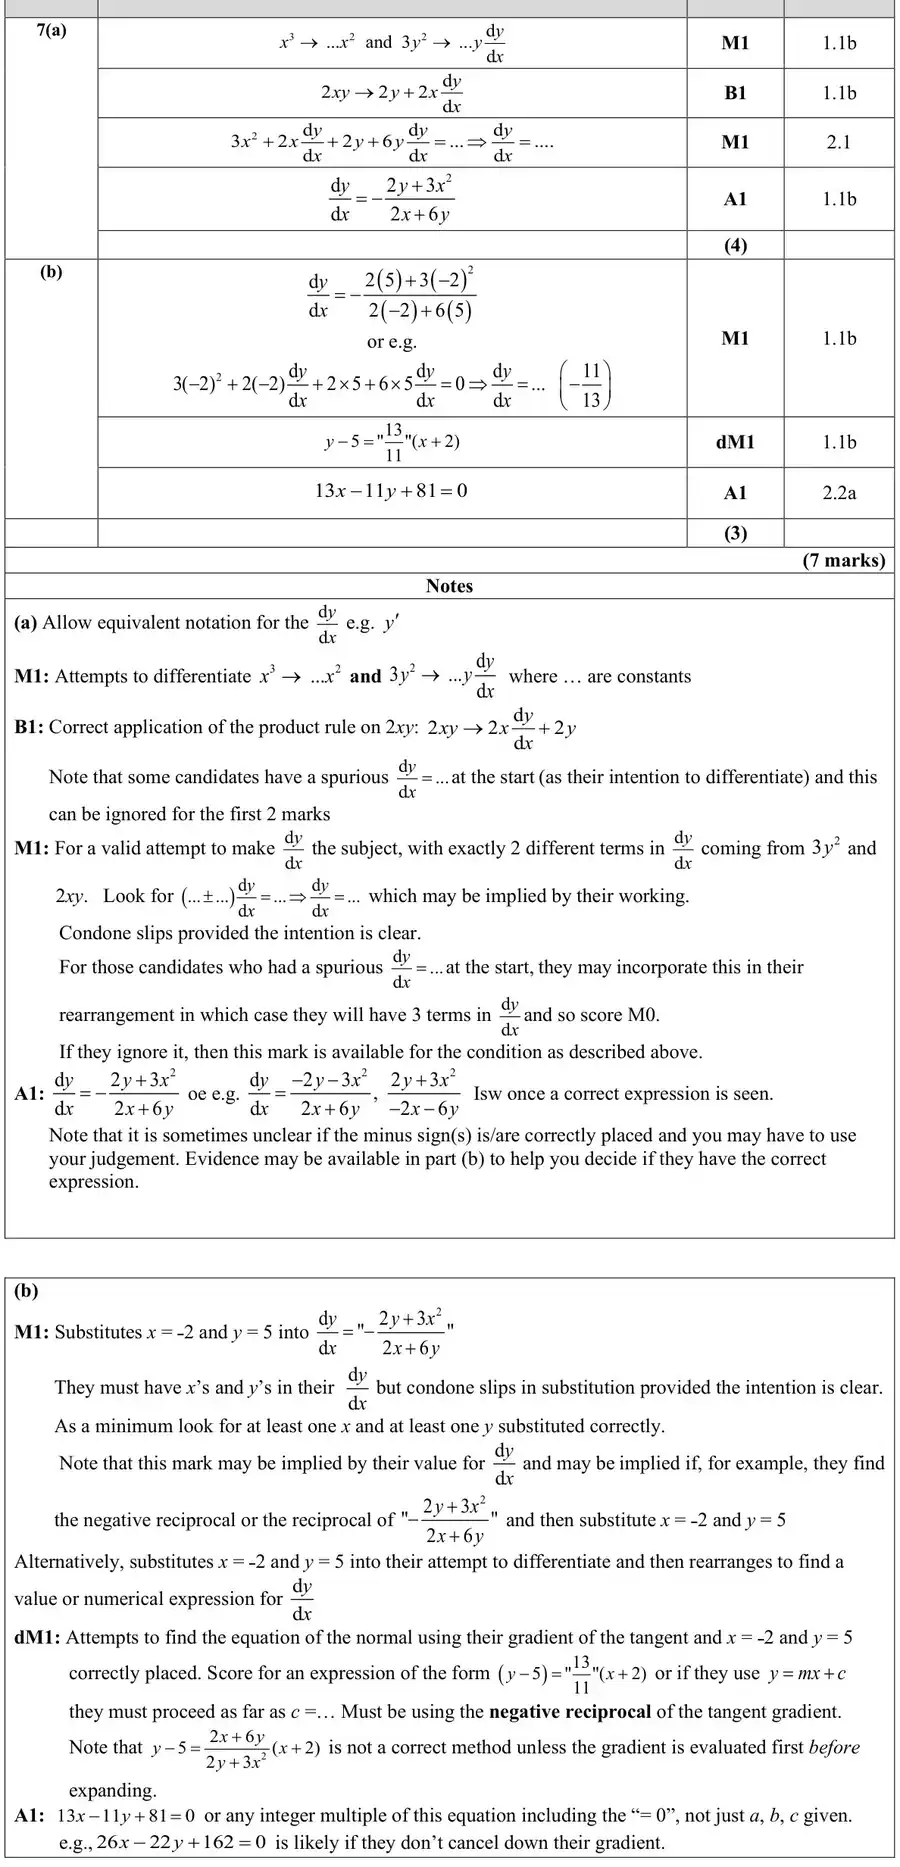 7(a) x³ → ...x² and 3y² → ...y dy/dx M1 1.1b
2xy → 2y + 2x dy/dx B1 1.1b
3x² + 2x dy/dx + 2y + 6y dy/dx = ... ⇒ dy/dx = .... M1 2.1
dy/dx = − (2y + 3x²)/(2x + 6y) A1 1.1b
(4)
(b) dy/dx = − (2(5) + 3(−2)²)/(2(−2) + 6(5))
or e.g. M1 1.1b
3(−2)² + 2(−2) dy/dx + 2×5 + 6×5 dy/dx = 0 ⇒ dy/dx = ... (− 11/13)
y − 5 = "13/11"(x + 2) dM1 1.1b
13x − 11y + 81 = 0 A1 2.2a
(3)
(7 marks)
Notes
(a) Allow equivalent notation for the dy/dx e.g. y′
M1: Attempts to differentiate x³ → ...x² and 3y² → ...y dy/dx where … are constants
B1: Correct application of the product rule on 2xy: 2xy → 2x dy/dx + 2y
Note that some candidates have a spurious dy/dx = ... at the start (as their intention to differentiate) and this
can be ignored for the first 2 marks
M1: For a valid attempt to make dy/dx the subject, with exactly 2 different terms in dy/dx coming from 3y² and
2xy. Look for (...±...) dy/dx = ... ⇒ dy/dx = ... which may be implied by their working.
Condone slips provided the intention is clear.
For those candidates who had a spurious dy/dx = ... at the start, they may incorporate this in their
rearrangement in which case they will have 3 terms in dy/dx and so score M0.
If they ignore it, then this mark is available for the condition as described above.
A1: dy/dx = − (2y + 3x²)/(2x + 6y) oe e.g. dy/dx = (−2y − 3x²)/(2x + 6y), (2y + 3x²)/(−2x − 6y) Isw once a correct expression is seen.
Note that it is sometimes unclear if the minus sign(s) is/are correctly placed and you may have to use
your judgement. Evidence may be available in part (b) to help you decide if they have the correct
expression.
(b)
M1: Substitutes x = -2 and y = 5 into dy/dx = "− (2y + 3x²)/(2x + 6y)"
They must have x's and y's in their dy/dx but condone slips in substitution provided the intention is clear.
As a minimum look for at least one x and at least one y substituted correctly.
Note that this mark may be implied by their value for dy/dx and may be implied if, for example, they find
the negative reciprocal or the reciprocal of "− (2y + 3x²)/(2x + 6y)" and then substitute x = -2 and y = 5
Alternatively, substitutes x = -2 and y = 5 into their attempt to differentiate and then rearranges to find a
value or numerical expression for dy/dx
dM1: Attempts to find the equation of the normal using their gradient of the tangent and x = -2 and y = 5
correctly placed. Score for an expression of the form (y − 5) = "13/11"(x + 2) or if they use y = mx + c
they must proceed as far as c =… Must be using the negative reciprocal of the tangent gradient.
Note that y − 5 = (2x + 6y)/(2y + 3x²) (x + 2) is not a correct method unless the gradient is evaluated first before
expanding.
A1: 13x − 11y + 81 = 0 or any integer multiple of this equation including the “= 0”, not just a, b, c given.
e.g., 26x − 22y + 162 = 0 is likely if they don’t cancel down their gradient.